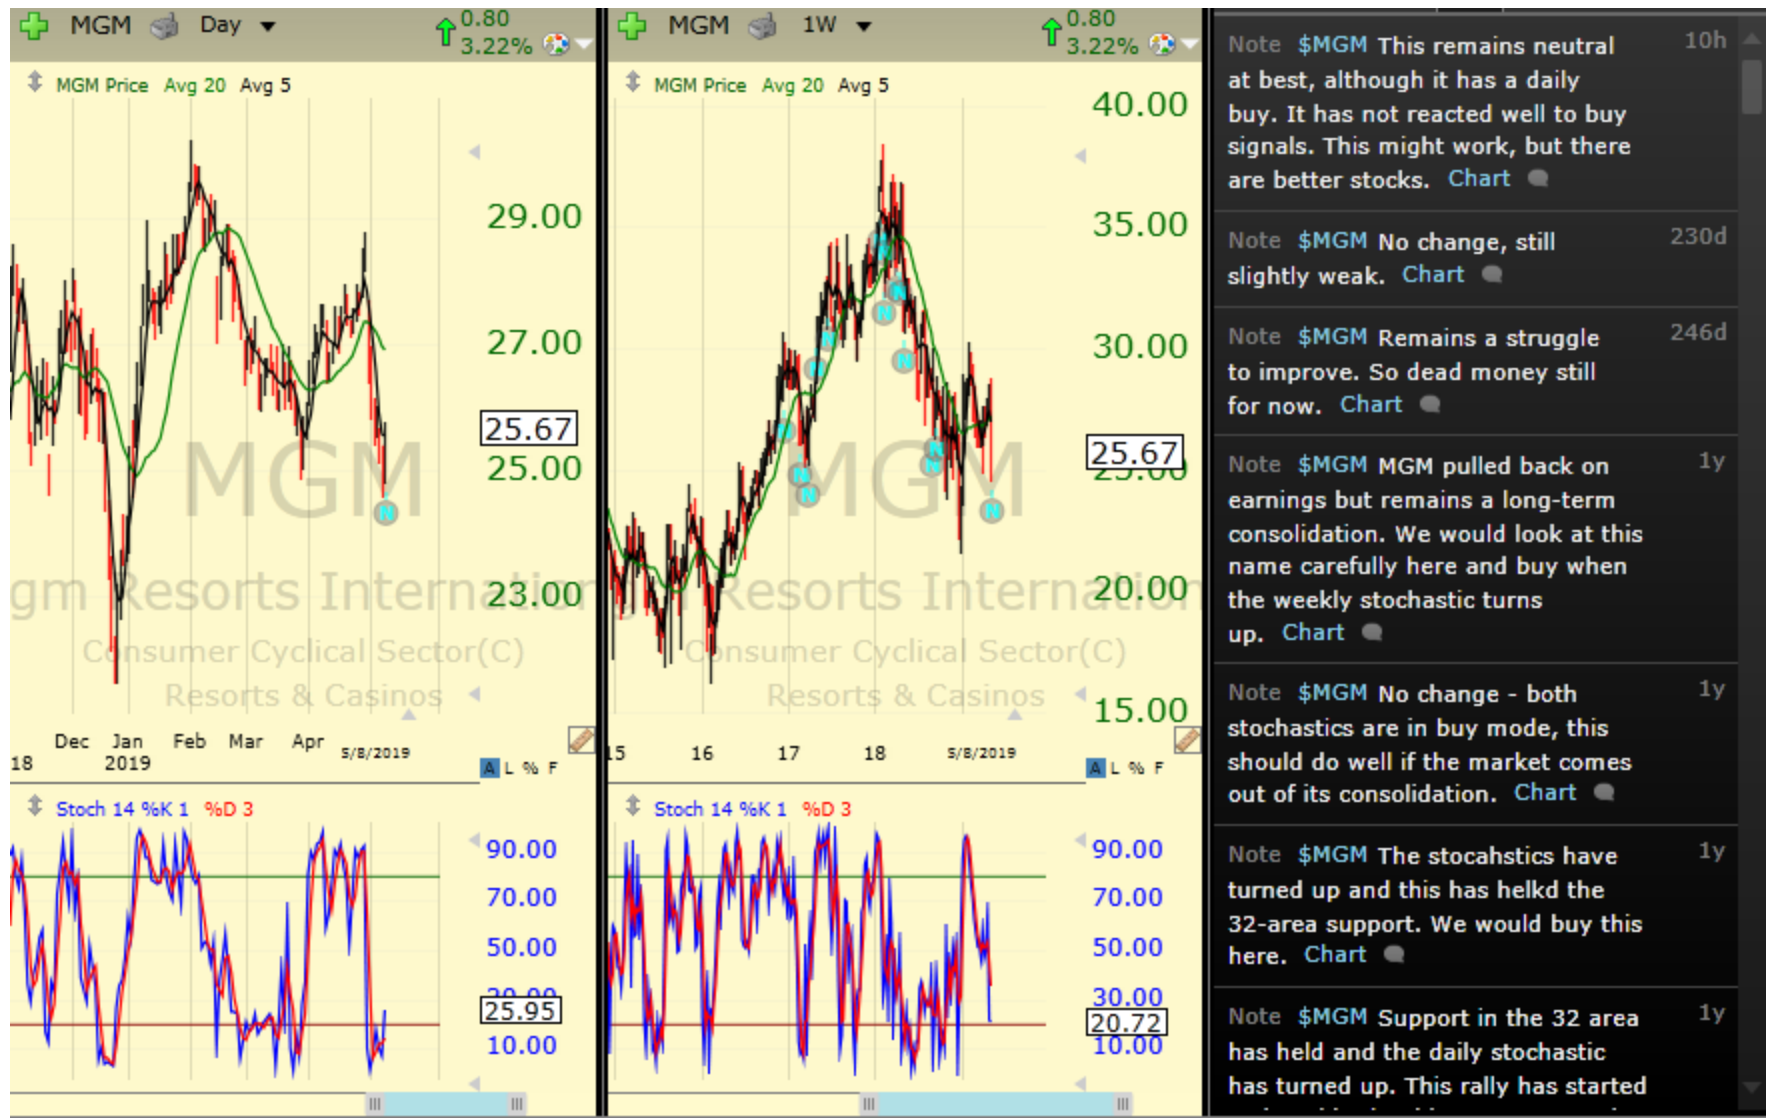 MGM Day 0.80
3.22%
MGM Price Avg 20 Avg 5
29.00
27.00
25.67
25.00
23.00
MGM
gm Resorts Internation
Consumer Cyclical Sector(C)
Resorts & Casinos
Dec Jan Feb Mar Apr 5/8/2019
18 2019
A L % F
Stoch 14 %K 1 %D 3
90.00
70.00
50.00
30.00
25.95
10.00
MGM 1W 0.80
3.22%
MGM Price Avg 20 Avg 5
40.00
35.00
30.00
25.67
25.00
20.00
15.00
MGM
N
N
N
N
N
N
N
N
N
N
N
N
N
N
Resorts Internation
Consumer Cyclical Sector(C)
Resorts & Casinos
15 16 17 18 5/8/2019
A L % F
Stoch 14 %K 1 %D 3
90.00
70.00
50.00
30.00
20.72
10.00
Note $MGM This remains neutral 10h
at best, although it has a daily
buy. It has not reacted well to buy
signals. This might work, but there
are better stocks. Chart
Note $MGM No change, still 230d
slightly weak. Chart
Note $MGM Remains a struggle 246d
to improve. So dead money still
for now. Chart
Note $MGM MGM pulled back on 1y
earnings but remains a long-term
consolidation. We would look at this
name carefully here and buy when
the weekly stochastic turns
up. Chart
Note $MGM No change - both 1y
stochastics are in buy mode, this
should do well if the market comes
out of its consolidation. Chart
Note $MGM The stocahstics have 1y
turned up and this has helkd the
32-area support. We would buy this
here. Chart
Note $MGM Support in the 32 area 1y
has held and the daily stochastic
has turned up. This rally has started